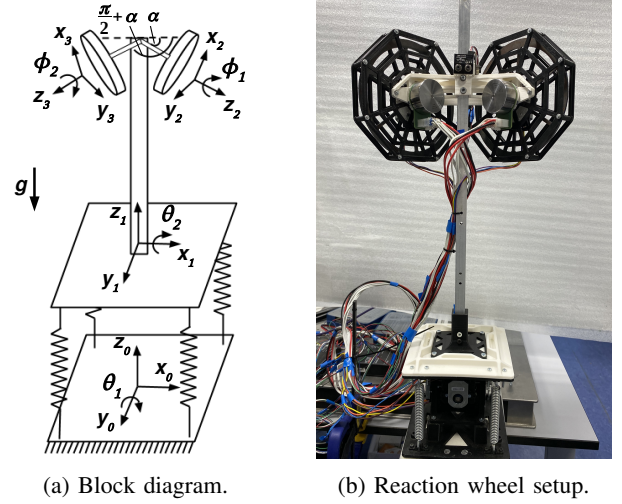 π/2 + α α
x₃ x₂
ϕ₂ ϕ₁
z₃ y₃ y₂ z₂
g
z₁ θ₂
x₁
y₁
z₀
θ₁ x₀
y₀
(a) Block diagram. (b) Reaction wheel setup.